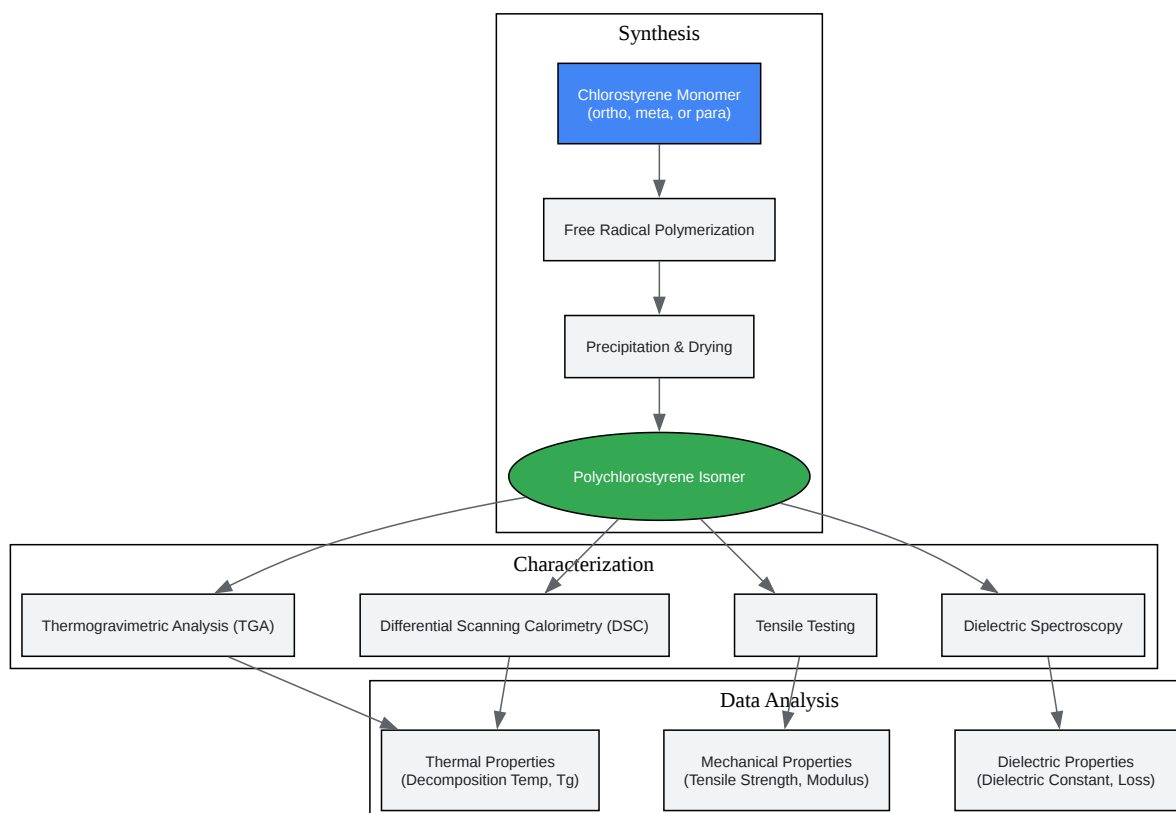 Synthesis
Chlorostyrene Monomer
(ortho, meta, or para)
Free Radical Polymerization
Precipitation & Drying
Polychlorostyrene Isomer
Characterization
Thermogravimetric Analysis (TGA)
Differential Scanning Calorimetry (DSC)
Tensile Testing
Dielectric Spectroscopy
Data Analysis
Thermal Properties
(Decomposition Temp, Tg)
Mechanical Properties
(Tensile Strength, Modulus)
Dielectric Properties
(Dielectric Constant, Loss)